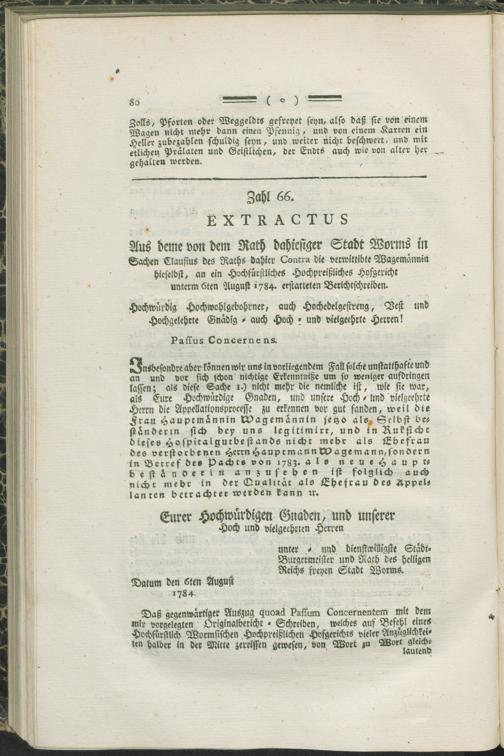 80 ( o )
Zolls, Pforten oder Weggeldts gefreyet seyn, also daß sie von einem
Wagen nicht mehr dann einen Pfennig, und von einem Karren ein
Heller zubezahlen schuldig seyn, und weiter nicht beschwert, und mit
etlichen Prälaten und Geistlichen, der Endts auch wie von alter her
gehalten werden.
Zahl 66.
EXTRACTUS
Aus deme von dem Rath dahiesiger Stadt Worms in
Sachen Clausius des Raths dahier Contra die verwittibte Wagemännin
hieselbst, an ein Hochfürstliches Hochpreißliches Hofgericht
unterm 6ten August 1784. erstatteten Berichtschreiben.
Hochwürdig Hochwohlgebohrner, auch Hochedelgestreng, Vest und
Hochgelehrte Gnädig - auch Hoch - und vielgeehrte Herren!
Passus Concernens.
Insbesondre aber können wir uns in vorliegendem Fall solche unstatthafte und
an und vor sich schon nichtige Erkenntniße um so weniger aufdringen
lassen; als diese Sache 1.) nicht mehr die nemliche ist, wie sie war,
als Eure Hochwürdige Gnaden, und unsere Hoch - und vielgeehrte
Herrn die Appellationsprocesse zu erkennen vor gut fanden, weil die
Frau Hauptmännin Wagemännin jetzo als Selbst be-
ständerin sich bey uns legitimirt, und in Rucksicht
dieses Hospitalgutbestands nicht mehr als Ehefrau
des verstorbenen Herrn Hauptmann Wagemann, sondern
in Betref des Pachts von 1783. als neue Haupt-
beständerin anzusehen ist folglich auch
nicht mehr in der Qualität als Ehefrau des Appel-
lanten betrachtet werden kann ꝛc.
Eurer Hochwürdigen Gnaden, und unserer
Hoch und vielgeehrten Herren
unter - und dienstwilligste Städt-
Burgermeister und Rath des heiligen
Reichs freyen Stadt Worms.
Datum den 6ten August
1784.
Daß gegenwärtiger Auszug quoad Passum Concernentem mit dem
mir vorgelegten Originalbericht - Schreiben, welches auf Befehl eines
Hochfürstlich Wormsischen Hochpreißlichen Hofgerichts vieler Anzüglichkei-
ten halber in der Mitte zerrissen gewesen, von Wort zu Wort gleich-
lautend